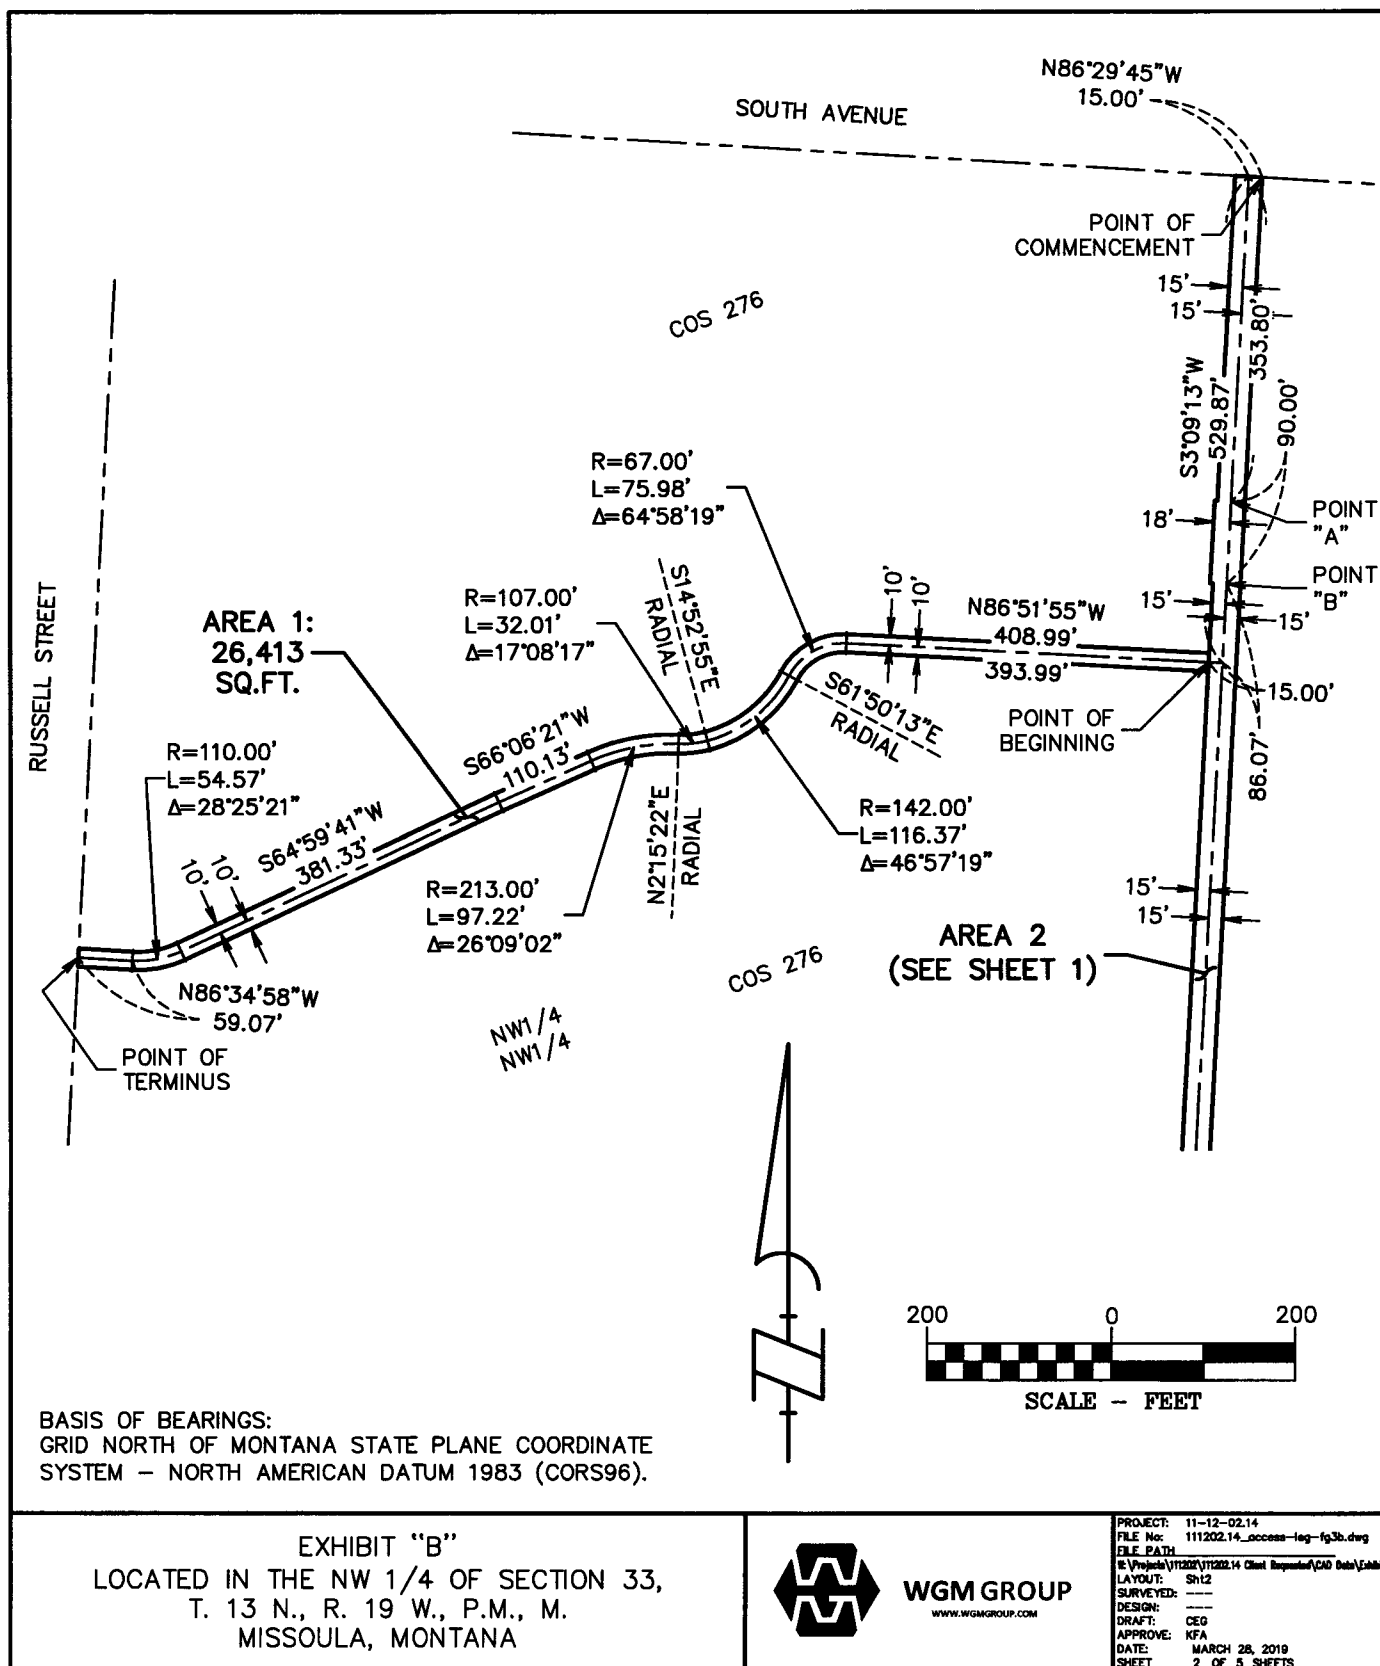 N86°29'45"W
15.00'
SOUTH AVENUE
POINT OF
COMMENCEMENT
15'
15'
353.80'
COS 276
S3°09'13"W
529.87'
90.00'
R=67.00'
L=75.98'
Δ=64°58'19"
18'
POINT
"A"
POINT
"B"
S14°52'55"E
RADIAL
10'
10'
N86°51'55"W
408.99'
393.99'
15'
15'
R=107.00'
L=32.01'
Δ=17°08'17"
RUSSELL STREET
AREA 1:
26,413
SQ.FT.
S61°50'13"E
RADIAL
15.00'
POINT OF
BEGINNING
86.07'
S66°06'21"W
110.13'
R=110.00'
L=54.57'
Δ=28°25'21"
N2°15'22"E
RADIAL
R=142.00'
L=116.37'
Δ=46°57'19"
S64°59'41"W
381.33'
10'
10'
R=213.00'
L=97.22'
Δ=26°09'02"
15'
15'
AREA 2
(SEE SHEET 1)
COS 276
N86°34'58"W
59.07'
NW1/4
NW1/4
POINT OF
TERMINUS
200 0 200
SCALE – FEET
BASIS OF BEARINGS:
GRID NORTH OF MONTANA STATE PLANE COORDINATE
SYSTEM – NORTH AMERICAN DATUM 1983 (CORS96).
EXHIBIT "B"
LOCATED IN THE NW 1/4 OF SECTION 33,
T. 13 N., R. 19 W., P.M., M.
MISSOULA, MONTANA
WGM GROUP
WWW.WGMGROUP.COM
PROJECT: 11-12-02.14
FILE No: 111202.14_access-leg-fg3b.dwg
FILE PATH
W:\Projects\111202\111202.14 Client Requested\CAD Data\Exhib
LAYOUT: Sht2
SURVEYED: ----
DESIGN: ----
DRAFT: CEG
APPROVE: KFA
DATE: MARCH 28, 2019
SHEET 2 OF 5 SHEETS